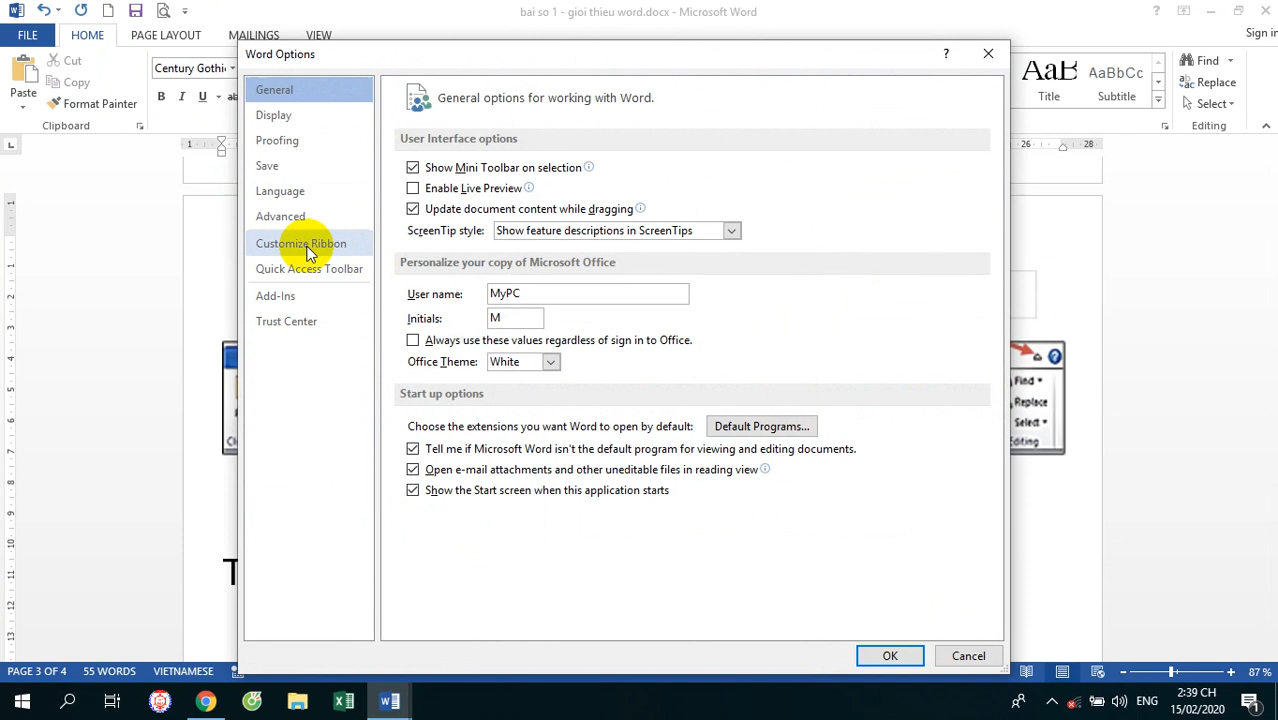 bai so 1 - gioi thieu word.docx - Microsoft Word
FILE HOME PAGE LAYOUT MAILINGS VIEW Sign in
Paste
Cut
Copy
Format Painter
Clipboard
Century Gothi
B I U
AaB Title
AaBbCc Subtitle
Find
Replace
Select
Editing
Word Options
General
Display
Proofing
Save
Language
Advanced
Customize Ribbon
Quick Access Toolbar
Add-Ins
Trust Center
General options for working with Word.
User Interface options
Show Mini Toolbar on selection
Enable Live Preview
Update document content while dragging
ScreenTip style: Show feature descriptions in ScreenTips
Personalize your copy of Microsoft Office
User name: MyPC
Initials: M
Always use these values regardless of sign in to Office.
Office Theme: White
Start up options
Choose the extensions you want Word to open by default: Default Programs...
Tell me if Microsoft Word isn't the default program for viewing and editing documents.
Open e-mail attachments and other uneditable files in reading view
Show the Start screen when this application starts
OK Cancel
Find
Replace
Select
Editing
PAGE 3 OF 4 55 WORDS VIETNAMESE 87 %
ENG 2:39 CH
15/02/2020